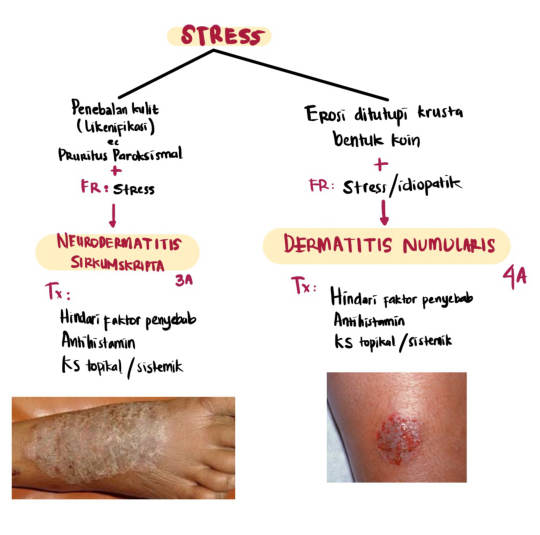 STRESS
Penebalan kulit
(Likenifikasi)
ec
Pruritus Paroksismal
+
FR: Stress
NEURODERMATITIS
SIRKUMSKRIPTA
3A
Tx:
Hindari faktor penyebab
Antihistamin
KS topikal / sistemik
Erosi ditutupi krusta
bentuk koin
+
FR: Stress/idiopatik
DERMATITIS NUMULARIS
4A
Tx:
Hindari faktor penyebab
Antihistamin
KS topikal / sistemik